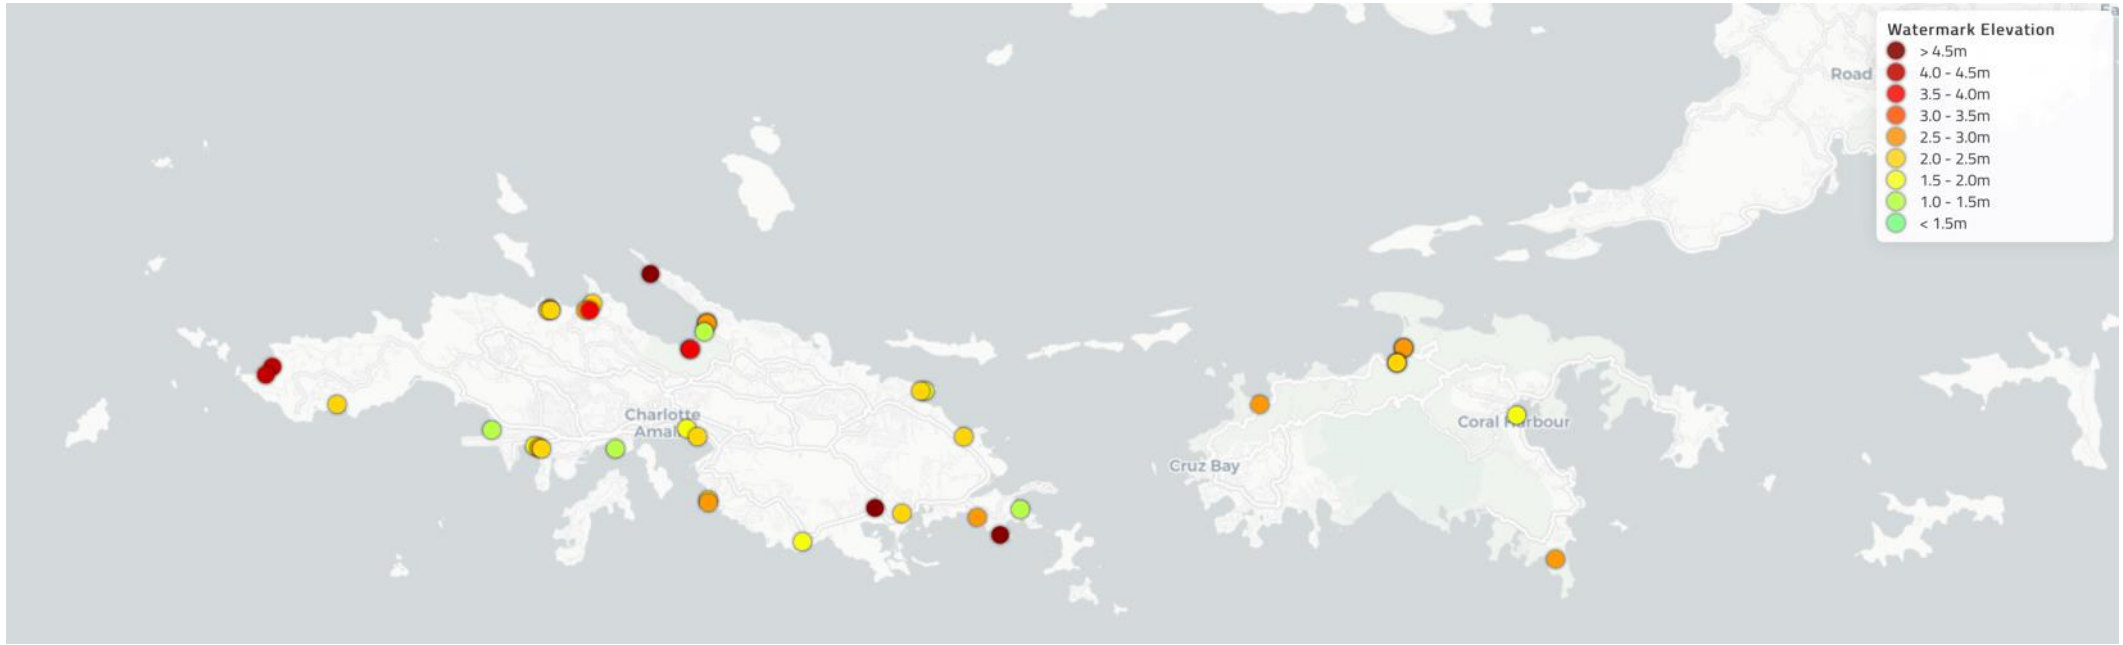 Watermark Elevation
> 4.5m
4.0 - 4.5m
3.5 - 4.0m
3.0 - 3.5m
2.5 - 3.0m
2.0 - 2.5m
1.5 - 2.0m
1.0 - 1.5m
< 1.5m
Road
Charlotte
Amal
Coral Harbour
Cruz Bay